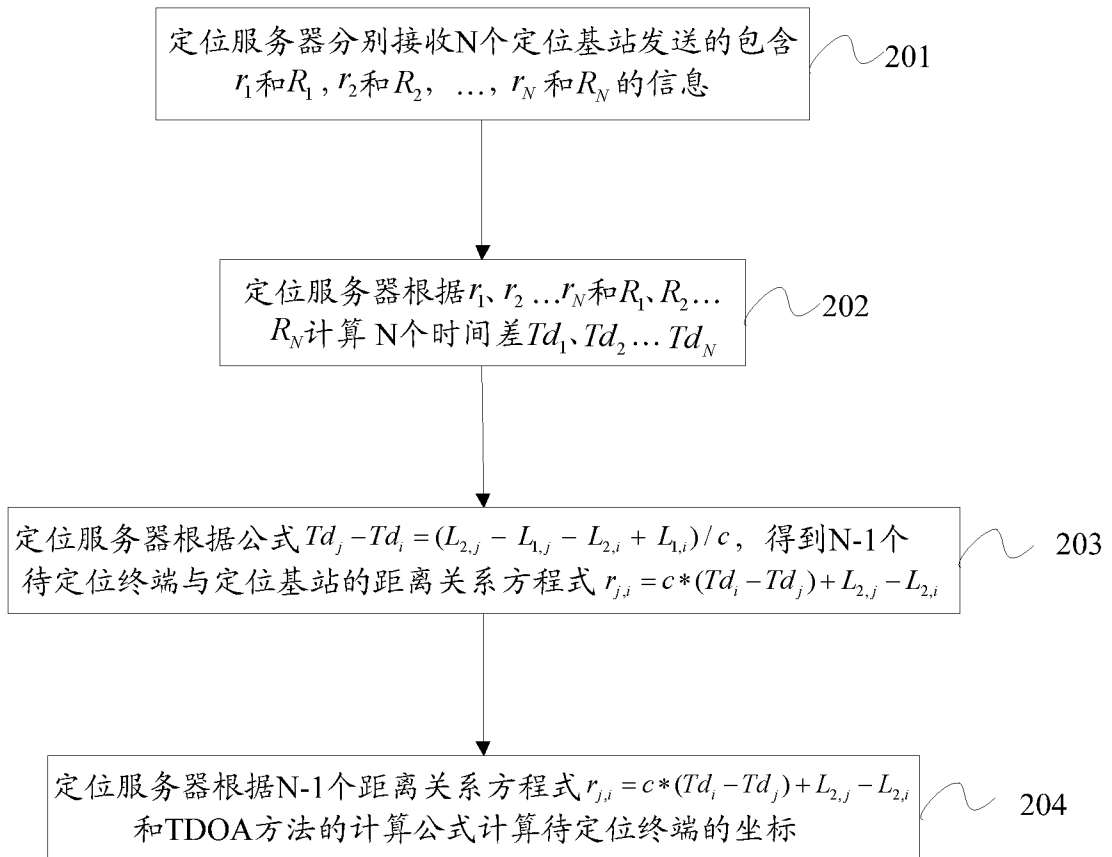 定位服务器分别接收N个定位基站发送的包含
r₁和R₁, r₂和R₂, …, r_N和R_N的信息
201
定位服务器根据r₁、r₂…r_N和R₁、R₂…
R_N计算 N个时间差Td₁、Td₂…Td_N
202
定位服务器根据公式Td_j−Td_i=(L_{2,j}−L_{1,j}−L_{2,i}+L_{1,i})/c, 得到N-1个
待定位终端与定位基站的距离关系方程式 r_{j,i}=c*(Td_i−Td_j)+L_{2,j}−L_{2,i}
203
定位服务器根据N-1个距离关系方程式 r_{j,i}=c*(Td_i−Td_j)+L_{2,j}−L_{2,i}
和TDOA方法的计算公式计算待定位终端的坐标
204